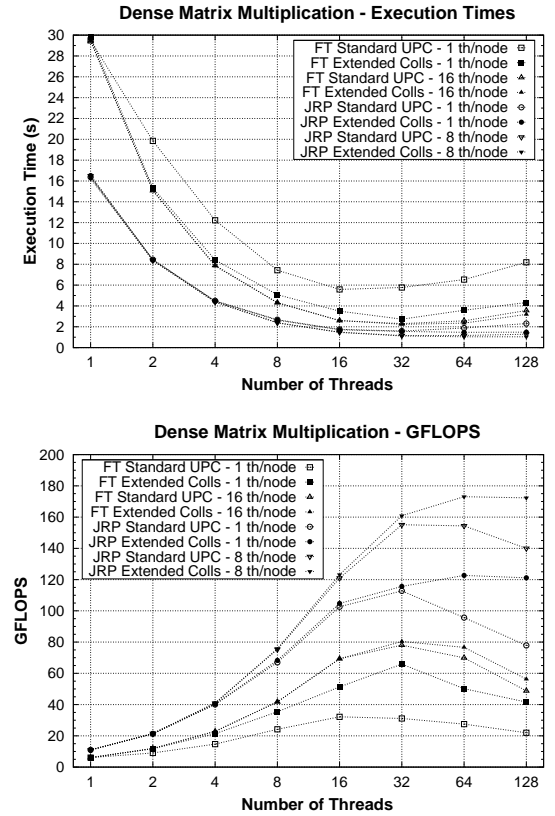 Dense Matrix Multiplication - Execution Times
Execution Time (s)
30
28
26
24
22
20
18
16
14
12
10
8
6
4
2
0
FT Standard UPC - 1 th/node
FT Extended Colls - 1 th/node
FT Standard UPC - 16 th/node
FT Extended Colls - 16 th/node
JRP Standard UPC - 1 th/node
JRP Extended Colls - 1 th/node
JRP Standard UPC - 8 th/node
JRP Extended Colls - 8 th/node
1 2 4 8 16 32 64 128
Number of Threads
Dense Matrix Multiplication - GFLOPS
GFLOPS
200
180
160
140
120
100
80
60
40
20
0
FT Standard UPC - 1 th/node
FT Extended Colls - 1 th/node
FT Standard UPC - 16 th/node
FT Extended Colls - 16 th/node
JRP Standard UPC - 1 th/node
JRP Extended Colls - 1 th/node
JRP Standard UPC - 8 th/node
JRP Extended Colls - 8 th/node
1 2 4 8 16 32 64 128
Number of Threads